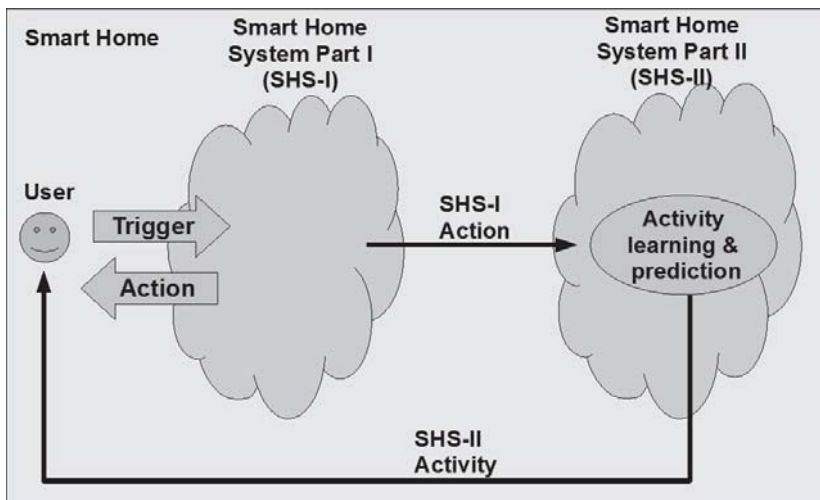 Smart Home
Smart Home
System Part I
(SHS-I)
Smart Home
System Part II
(SHS-II)
User
Trigger
Action
SHS-I
Action
Activity
learning &
prediction
SHS-II
Activity